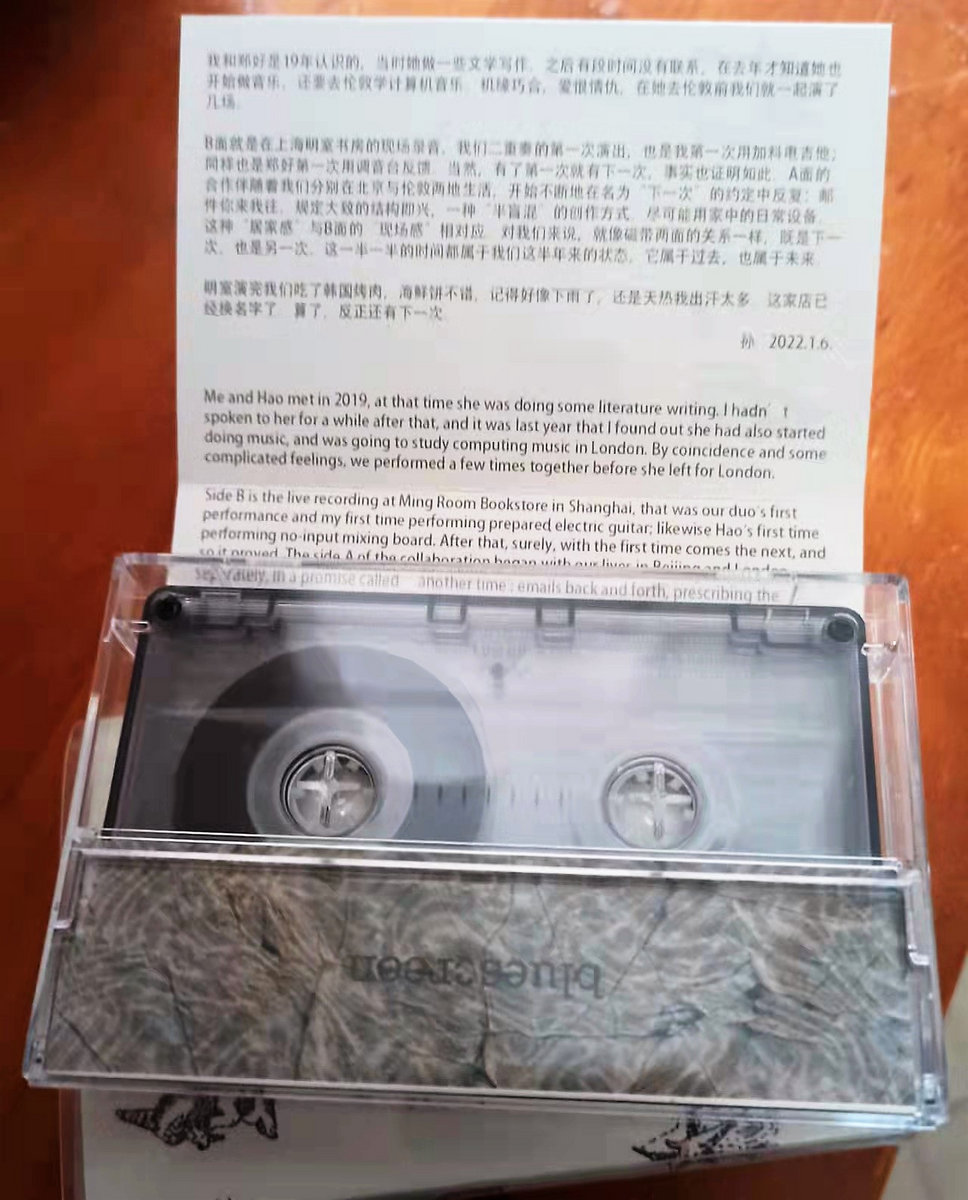 我和郑好是19年认识的，当时她做一些文学写作，之后有段时间没有联系，在去年才知道她也
开始做音乐，还要去伦敦学计算机音乐。机缘巧合，爱恨情仇，在她去伦敦前我们就一起演了
几场。
B面就是在上海明室书房的现场录音，我们二重奏的第一次演出，也是我第一次用加料电吉他；
同样也是郑好第一次用调音台反馈。当然，有了第一次就有下一次，事实也证明如此。A面的
合作伴随着我们分别在北京与伦敦两地生活，开始不断地在名为“下一次”的约定中反复：邮
件你来我往，规定大致的结构即兴，一种“半盲混”的创作方式，尽可能用家中的日常设备。
这种“居家感”与B面的“现场感”相对应。对我们来说，就像磁带两面的关系一样，既是下一
次，也是另一次。这一半一半的时间都属于我们这半年来的状态，它属于过去，也属于未来。
明室演完我们吃了韩国烤肉，海鲜饼不错，记得好像下雨了，还是天热我出汗太多。这家店已
经换名字了。算了，反正还有下一次。
孙 2022.1.6.
Me and Hao met in 2019, at that time she was doing some literature writing. I hadn’t
spoken to her for a while after that, and it was last year that I found out she had also started
doing music, and was going to study computing music in London. By coincidence and some
complicated feelings, we performed a few times together before she left for London.
Side B is the live recording at Ming Room Bookstore in Shanghai, that was our duo’s first
performance and my first time performing prepared electric guitar; likewise Hao’s first time
performing no-input mixing board. After that, surely, with the first time comes the next, and
so it proved. The side A of the collaboration began with our lives in Beijing and London
separately, in a promise called “another time”: emails back and forth, prescribing the
bluescreen